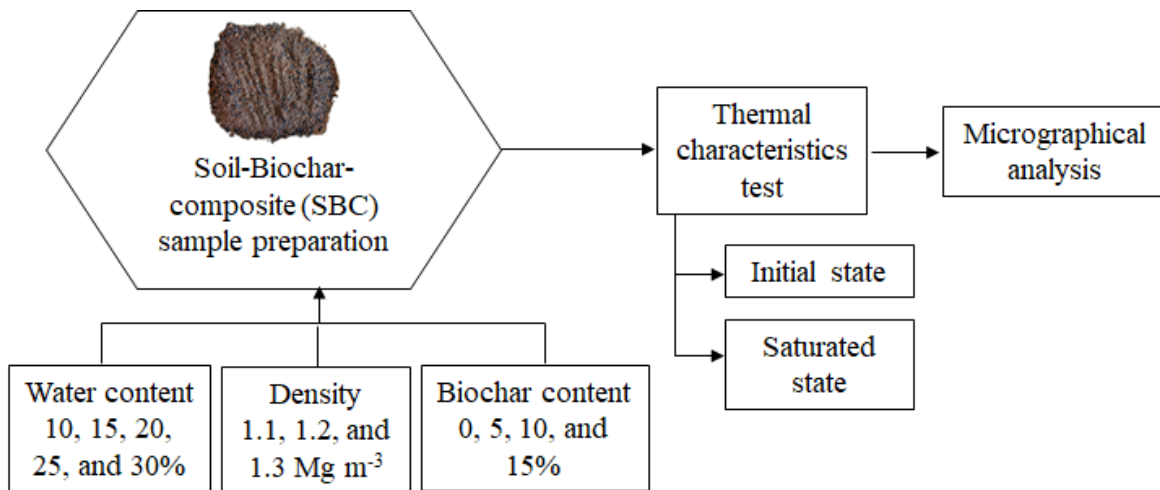 Soil-Biochar-
composite (SBC)
sample preparation
Thermal
characteristics
test
Micrographical
analysis
Initial state
Saturated
state
Water content
10, 15, 20,
25, and 30%
Density
1.1, 1.2, and
1.3 Mg m⁻³
Biochar content
0, 5, 10, and
15%